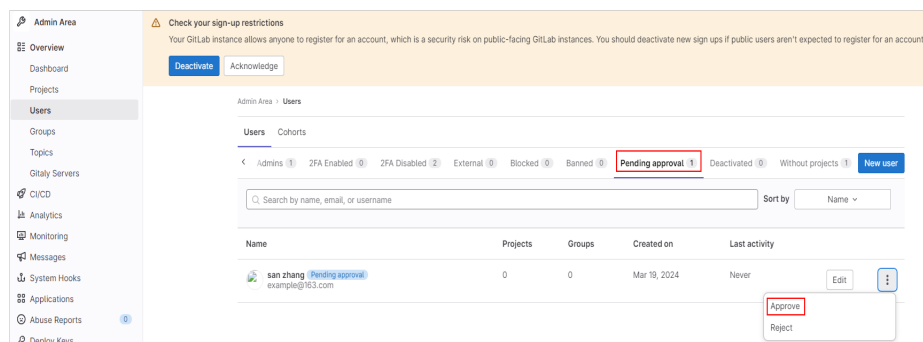 Admin Area
Overview
Dashboard
Projects
Users
Groups
Topics
Gitaly Servers
CI/CD
Analytics
Monitoring
Messages
System Hooks
Applications
Abuse Reports 0
Deploy Keys
Check your sign-up restrictions
Your GitLab instance allows anyone to register for an account, which is a security risk on public-facing GitLab instances. You should deactivate new sign ups if public users aren't expected to register for an account
Deactivate Acknowledge
Admin Area > Users
Users Cohorts
Admins 1 2FA Enabled 0 2FA Disabled 2 External 0 Blocked 0 Banned 0 Pending approval 1 Deactivated 0 Without projects 1 New user
Search by name, email, or username Sort by Name
Name Projects Groups Created on Last activity
san zhang Pending approval 0 0 Mar 19, 2024 Never Edit
example@163.com
Approve
Reject